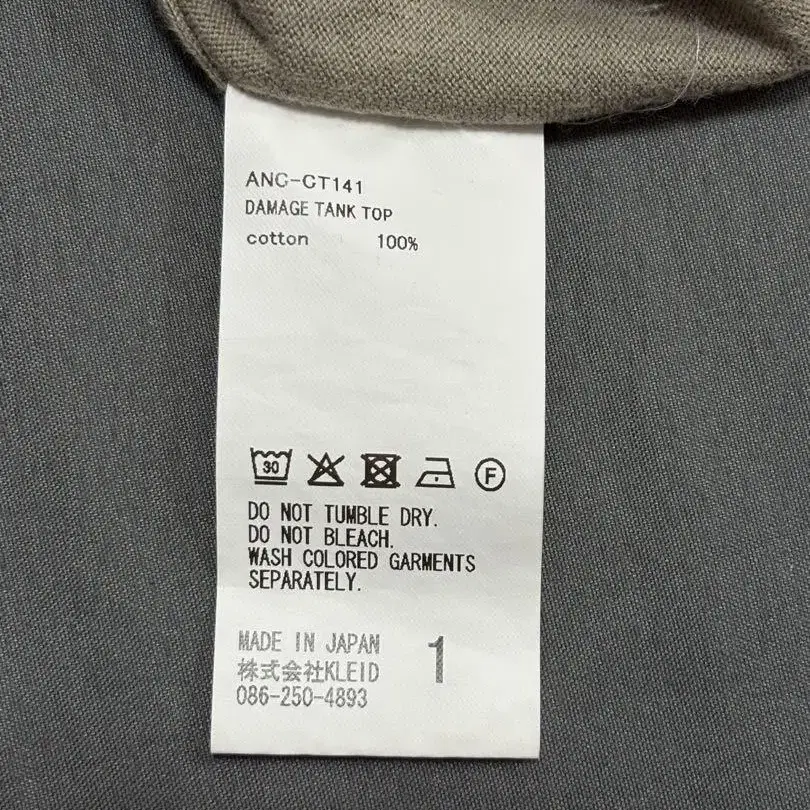 ANC-CT141
DAMAGE TANK TOP
cotton 100%
30
F
DO NOT TUMBLE DRY.
DO NOT BLEACH.
WASH COLORED GARMENTS
SEPARATELY.
MADE IN JAPAN
株式会社KLEID
086-250-4893
1